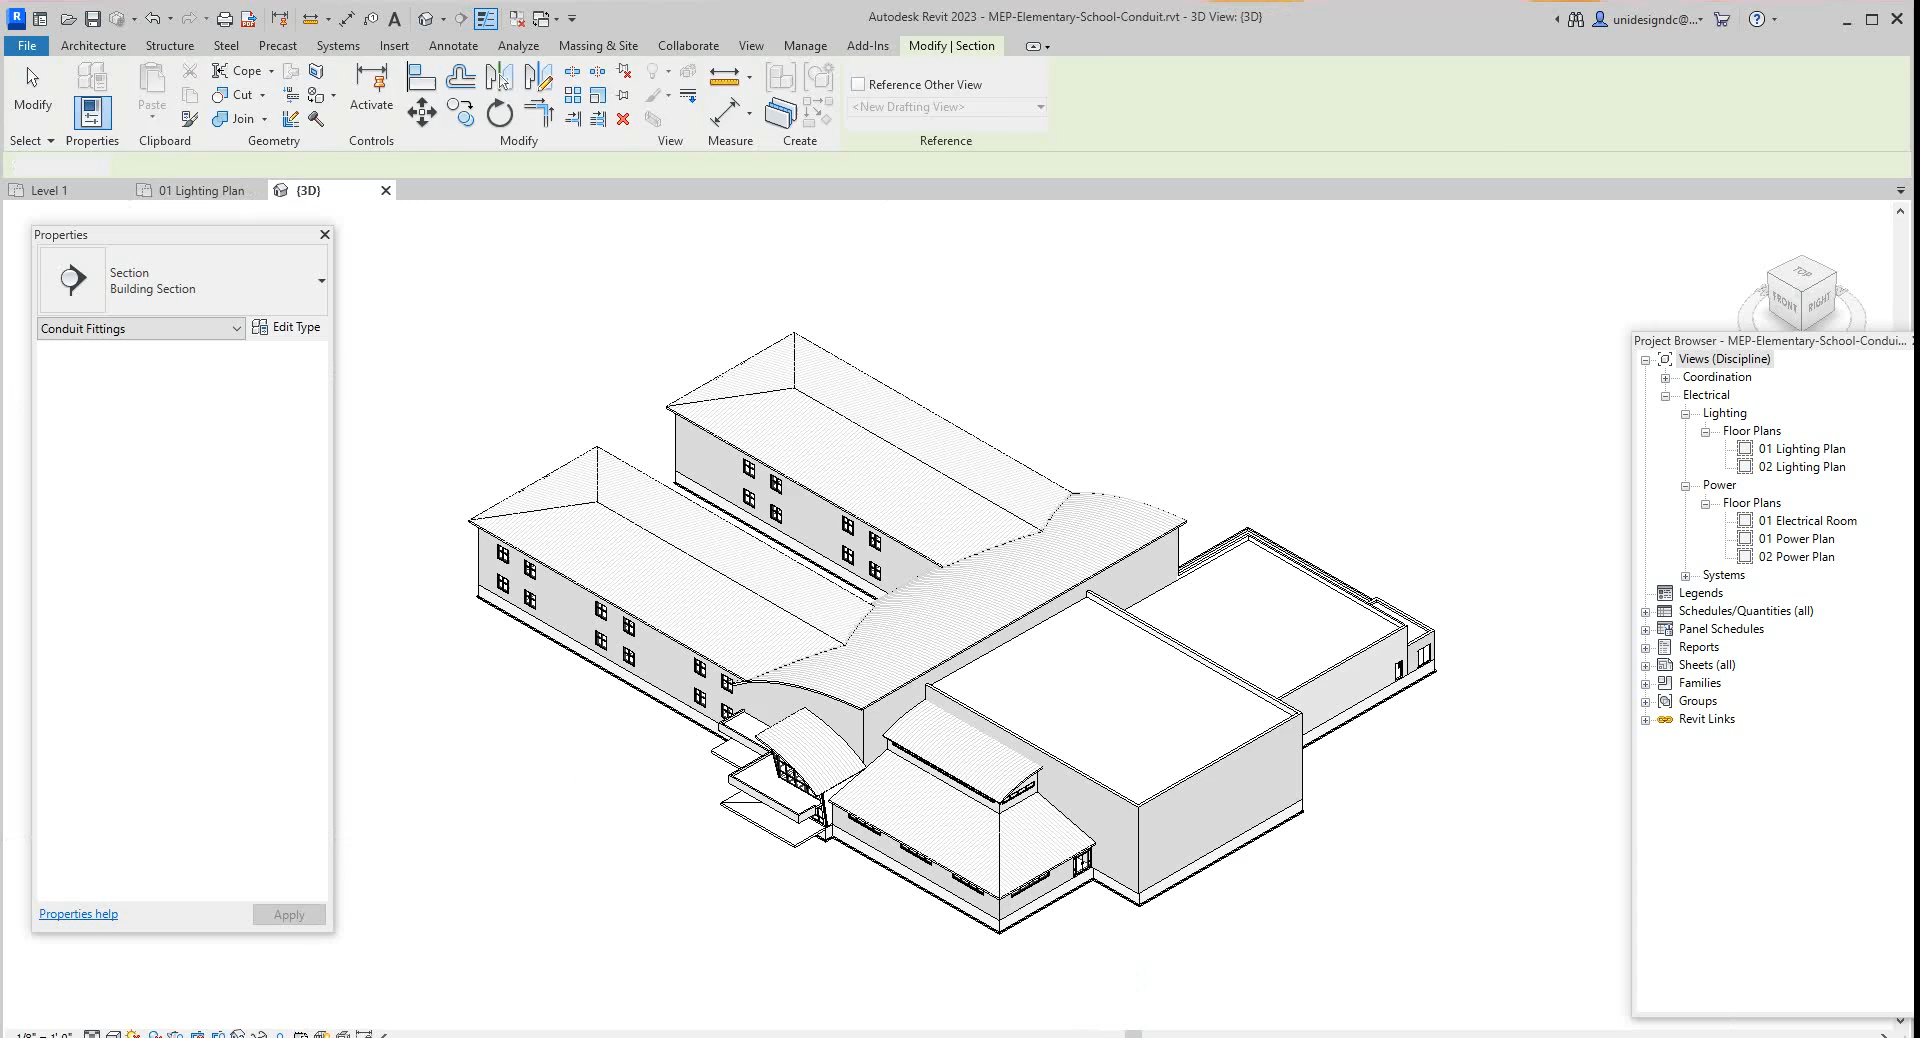 Autodesk Revit 2023 - MEP-Elementary-School-Conduit.rvt - 3D View: {3D}
unidesigndc@...
File Architecture Structure Steel Precast Systems Insert Annotate Analyze Massing & Site Collaborate View Manage Add-Ins Modify | Section
Modify
Paste
Cope
Cut
Join
Activate
Reference Other View
<New Drafting View>
Select Properties Clipboard Geometry Controls Modify View Measure Create Reference
Level 1
01 Lighting Plan
{3D}
Properties
Section
Building Section
Conduit Fittings
Edit Type
Properties help
Apply
TOP
FRONT
RIGHT
Project Browser - MEP-Elementary-School-Condui...
Views (Discipline)
Coordination
Electrical
Lighting
Floor Plans
01 Lighting Plan
02 Lighting Plan
Power
Floor Plans
01 Electrical Room
01 Power Plan
02 Power Plan
Systems
Legends
Schedules/Quantities (all)
Panel Schedules
Reports
Sheets (all)
Families
Groups
Revit Links
1/8" = 1'-0"